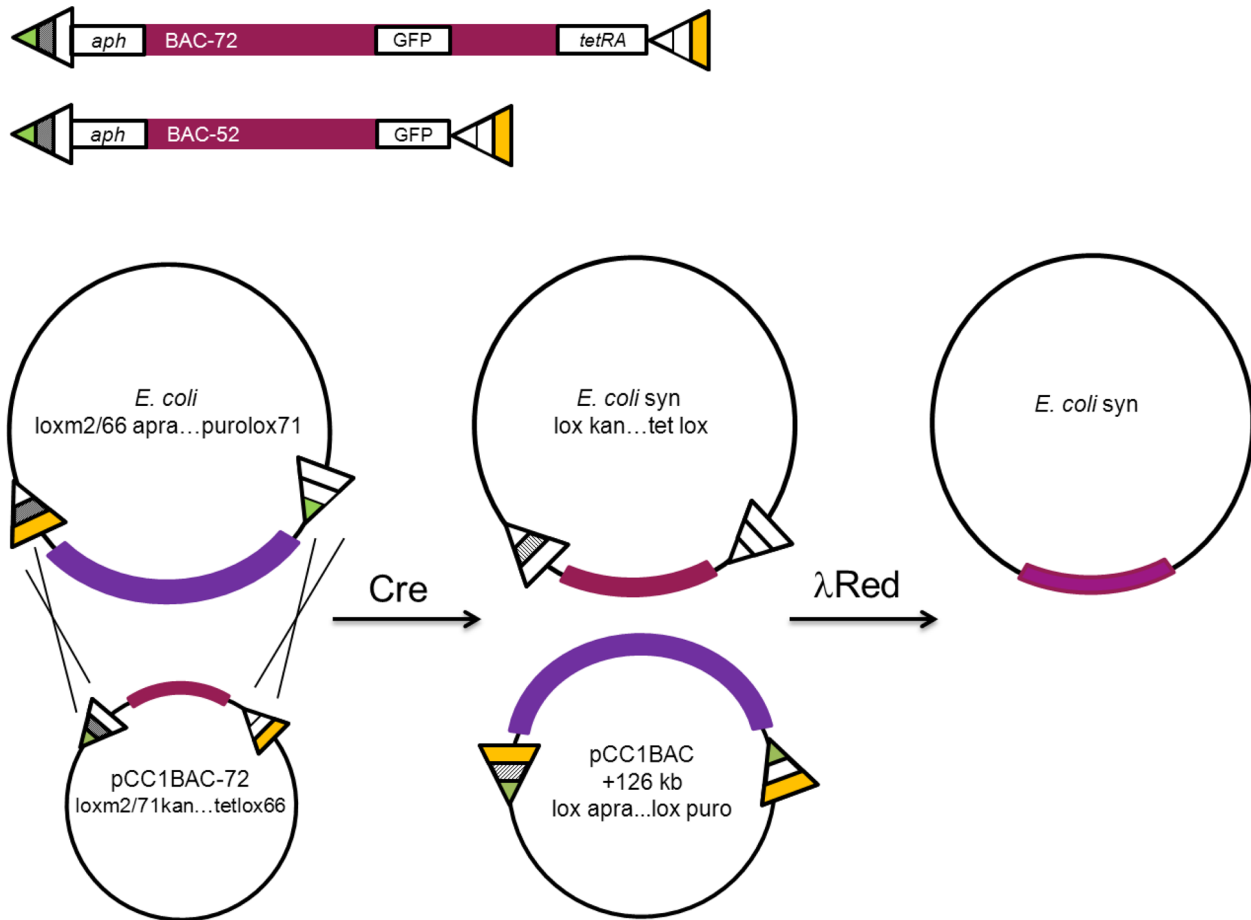 aph BAC-72 GFP tetRA
aph BAC-52 GFP
E. coli
loxm2/66 apra…purolox71
E. coli syn
lox kan…tet lox
E. coli syn
Cre
λRed
pCC1BAC-72
loxm2/71kan…tetlox66
pCC1BAC
+126 kb
lox apra...lox puro